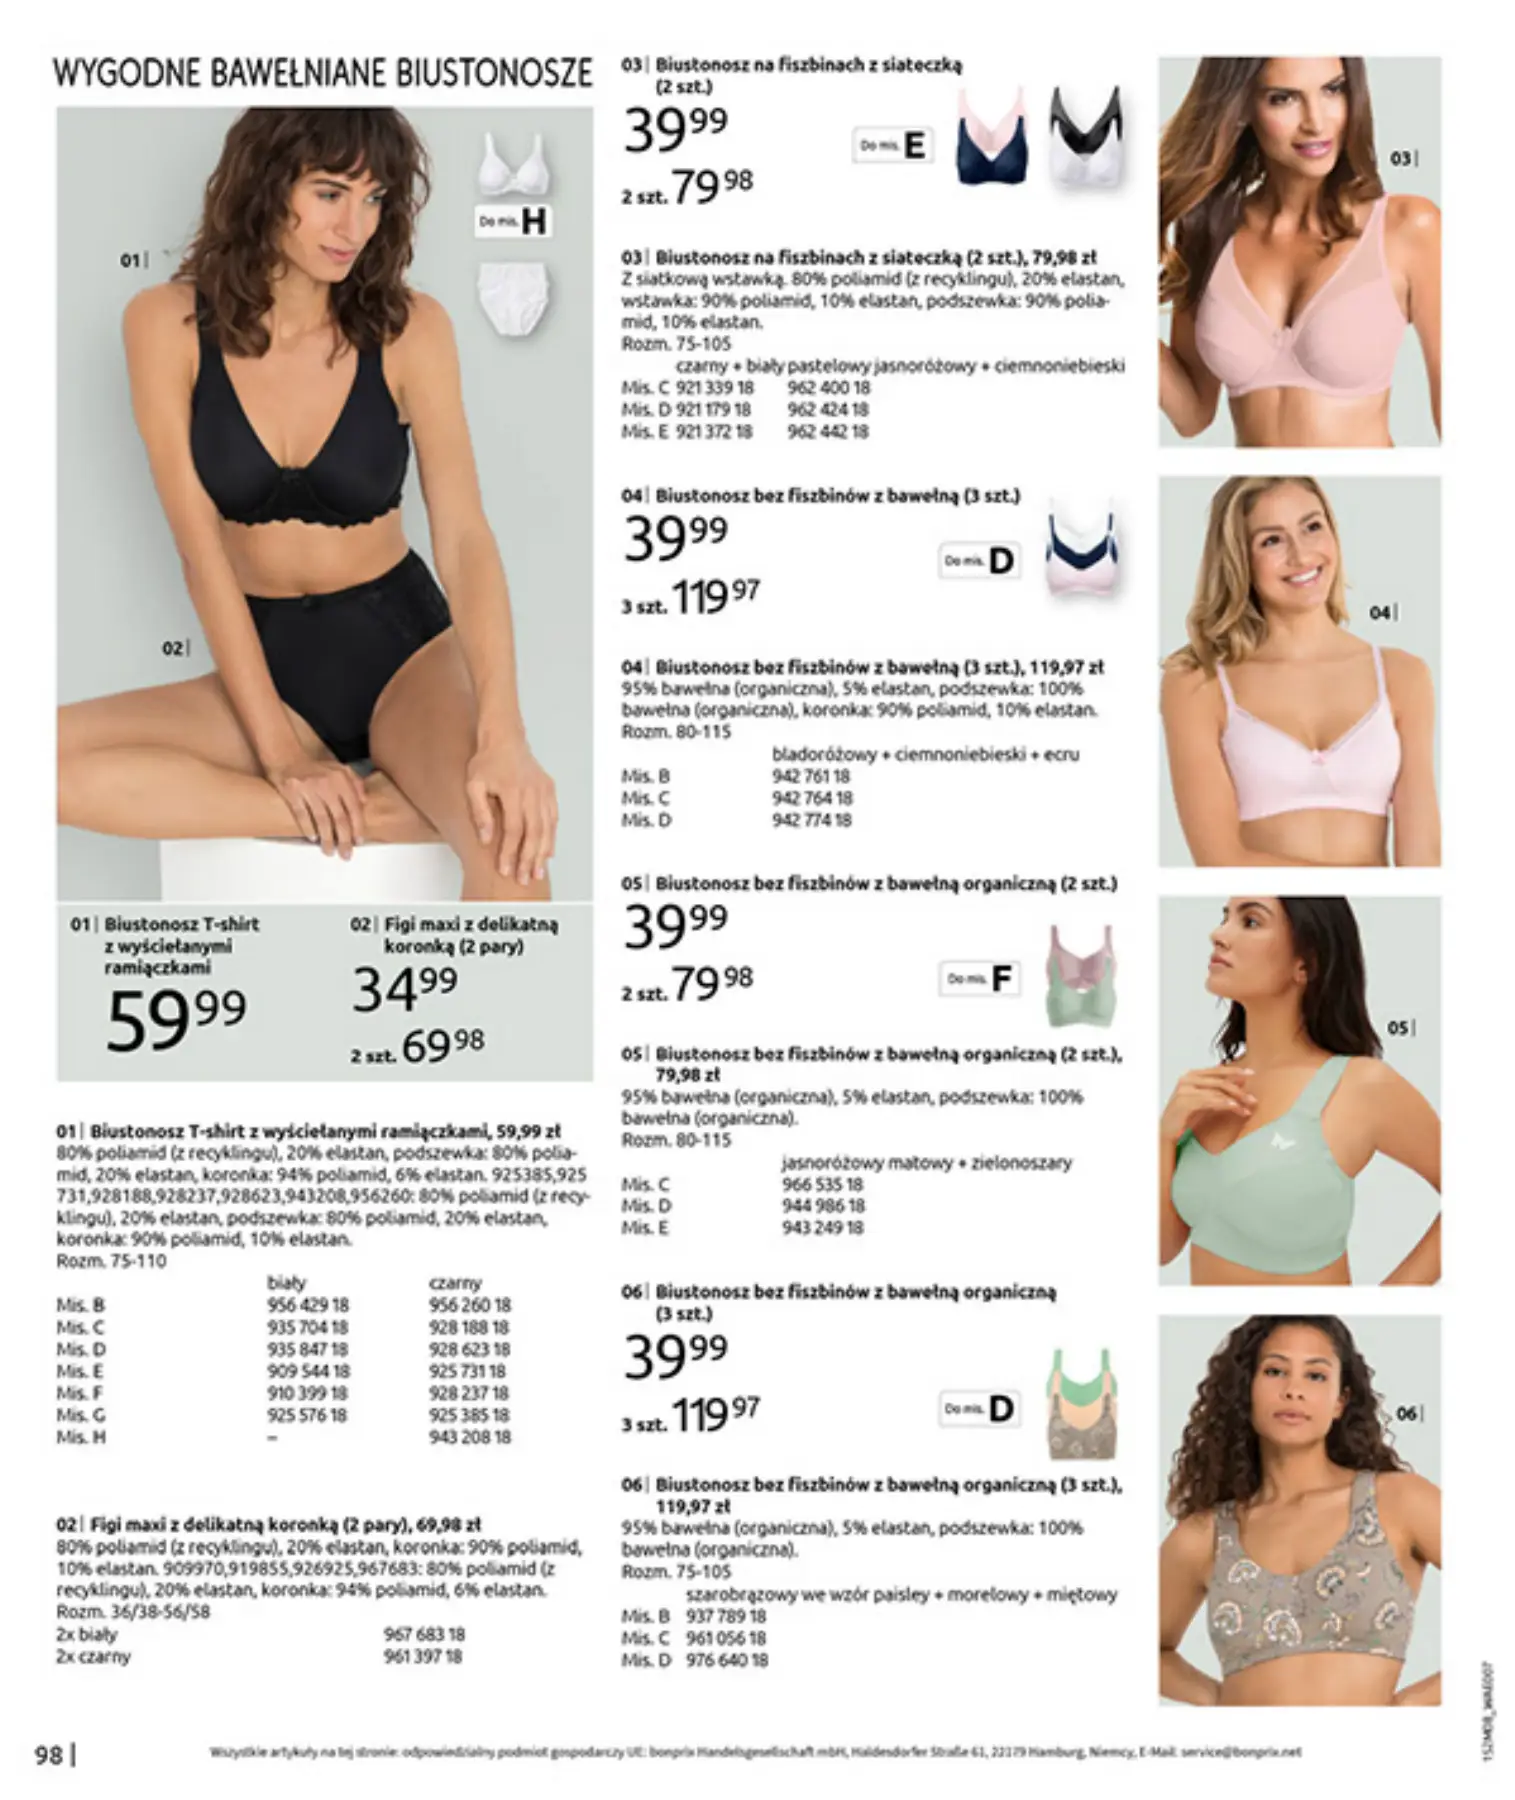 WYGODNE BAWEŁNIANE BIUSTONOSZE
Do mis. H
01|
02|
01| Biustonosz T-shirt
z wyściełanymi
ramiączkami
59 99
02| Figi maxi z delikatną
koronką (2 pary)
34 99
2 szt. 69 98
01| Biustonosz T-shirt z wyściełanymi ramiączkami, 59,99 zł
80% poliamid (z recyklingu), 20% elastan, podszewka: 80% polia-
mid, 20% elastan, koronka: 94% poliamid, 6% elastan. 925385,925
731,928188,928237,928623,943208,956260: 80% poliamid (z recy-
klingu), 20% elastan, podszewka: 80% poliamid, 20% elastan,
koronka: 90% poliamid, 10% elastan.
Rozm. 75-110
biały czarny
Mis. B 956 429 18 956 260 18
Mis. C 935 704 18 928 188 18
Mis. D 935 847 18 928 623 18
Mis. E 909 544 18 925 731 18
Mis. F 910 399 18 928 237 18
Mis. G 925 576 18 925 385 18
Mis. H – 943 208 18
02| Figi maxi z delikatną koronką (2 pary), 69,98 zł
80% poliamid (z recyklingu), 20% elastan, koronka: 90% poliamid,
10% elastan. 909970,919855,926925,967683: 80% poliamid (z
recyklingu), 20% elastan, koronka: 94% poliamid, 6% elastan.
Rozm. 36/38-56/58
2x biały 967 683 18
2x czarny 961 397 18
03| Biustonosz na fiszbinach z siateczką
(2 szt.)
39 99
2 szt. 79 98
Do mis. E
03| Biustonosz na fiszbinach z siateczką (2 szt.), 79,98 zł
Z siatkową wstawką. 80% poliamid (z recyklingu), 20% elastan,
wstawka: 90% poliamid, 10% elastan, podszewka: 90% polia-
mid, 10% elastan.
Rozm. 75-105
czarny + biały pastelowy jasnoróżowy + ciemnoniebieski
Mis. C 921 339 18 962 400 18
Mis. D 921 179 18 962 424 18
Mis. E 921 372 18 962 442 18
04| Biustonosz bez fiszbinów z bawełną (3 szt.)
39 99
3 szt. 119 97
Do mis. D
04| Biustonosz bez fiszbinów z bawełną (3 szt.), 119,97 zł
95% bawełna (organiczna), 5% elastan, podszewka: 100%
bawełna (organiczna), koronka: 90% poliamid, 10% elastan.
Rozm. 80-115
bladoróżowy + ciemnoniebieski + ecru
Mis. B 942 761 18
Mis. C 942 764 18
Mis. D 942 774 18
05| Biustonosz bez fiszbinów z bawełną organiczną (2 szt.)
39 99
2 szt. 79 98
Do mis. F
05| Biustonosz bez fiszbinów z bawełną organiczną (2 szt.),
79,98 zł
95% bawełna (organiczna), 5% elastan, podszewka: 100%
bawełna (organiczna).
Rozm. 80-115
jasnoróżowy matowy + zielonoszary
Mis. C 966 535 18
Mis. D 944 986 18
Mis. E 943 249 18
06| Biustonosz bez fiszbinów z bawełną organiczną
(3 szt.)
39 99
3 szt. 119 97
Do mis. D
06| Biustonosz bez fiszbinów z bawełną organiczną (3 szt.),
119,97 zł
95% bawełna (organiczna), 5% elastan, podszewka: 100%
bawełna (organiczna).
Rozm. 75-105
szarobrązowy we wzór paisley + morelowy + miętowy
Mis. B 937 789 18
Mis. C 961 056 18
Mis. D 976 640 18
03|
04|
05|
06|
98|
Wszystkie artykuły na tej stronie: odpowiedzialny podmiot gospodarczy UE: bonprix Handelsgesellschaft mbH, Haldesdorfer Straße 61, 22179 Hamburg, Niemcy, E-Mail: service@bonprix.net
152M08_WAE007